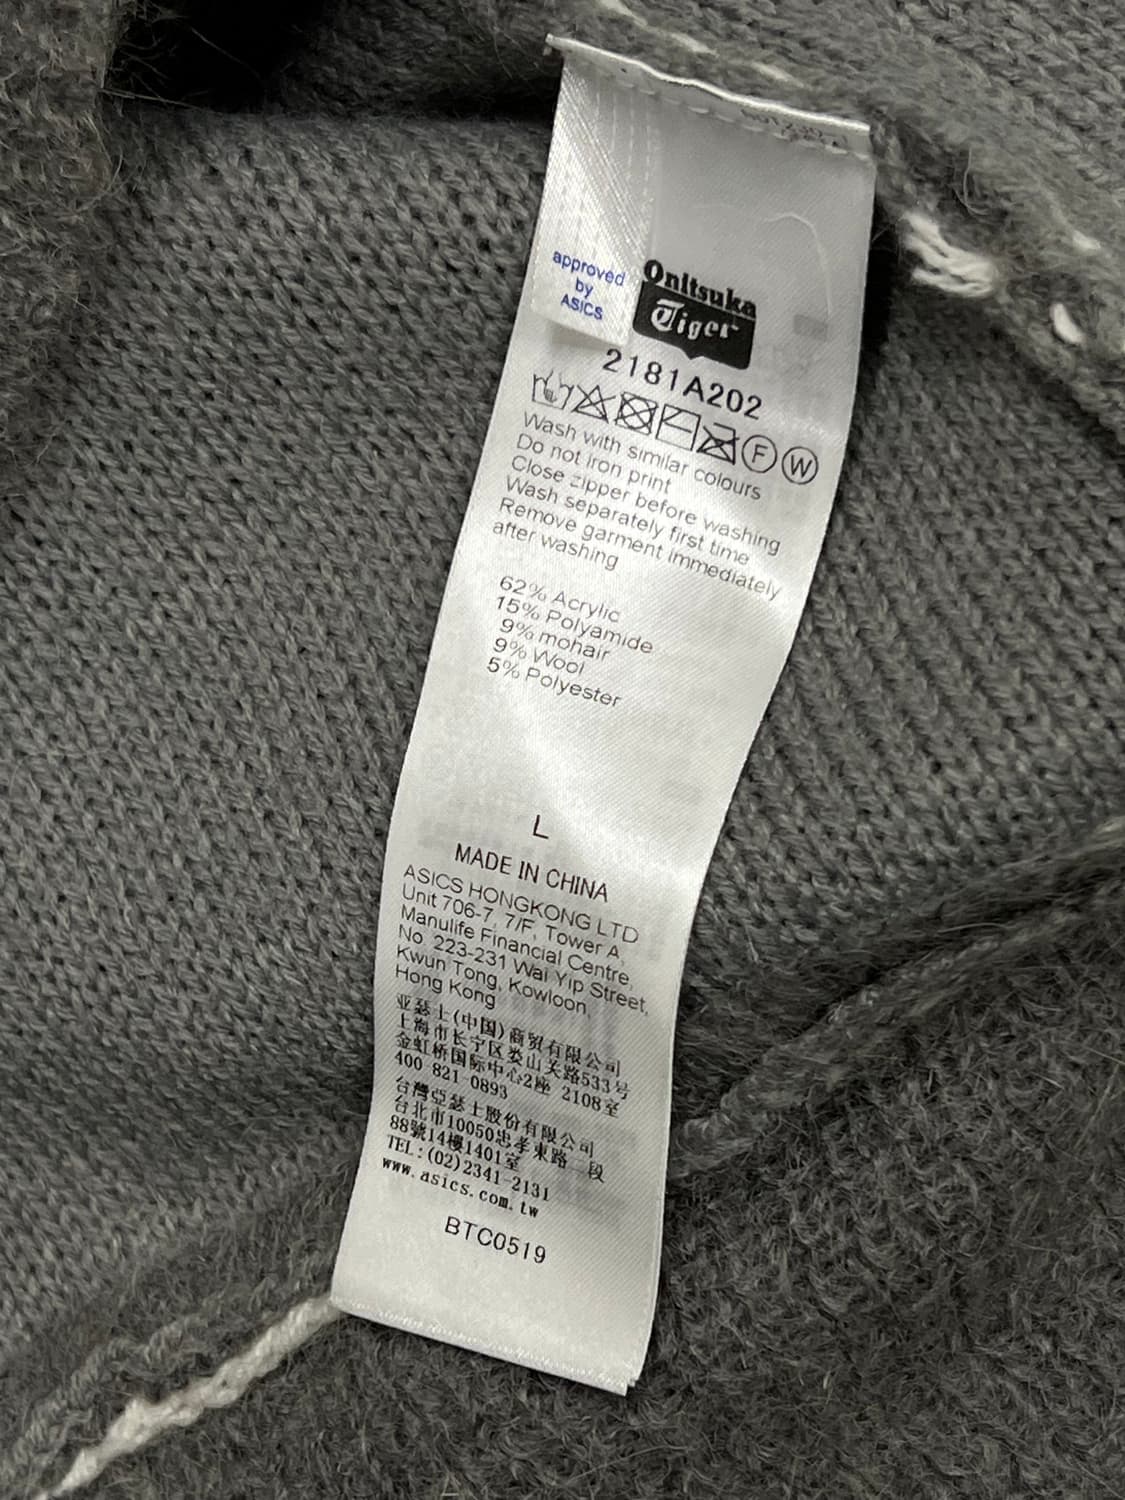 approved
by
ASICS
Onitsuka
Tiger
2181A202
F W
Wash with similar colours
Do not iron print
Close zipper before washing
Wash separately first time
Remove garment immediately
after washing
62% Acrylic
15% Polyamide
9% mohair
9% Wool
5% Polyester
L
MADE IN CHINA
ASICS HONGKONG LTD
Unit 706-7, 7/F, Tower A,
Manulife Financial Centre,
No. 223-231 Wai Yip Street,
Kwun Tong, Kowloon,
Hong Kong
亚瑟士(中国)商贸有限公司
上海市长宁区娄山关路533号
金虹桥国际中心2座 2108室
400 821 0893
台灣亞瑟士股份有限公司
台北市10050忠孝東路二段
88號14樓1401室
TEL:(02)2341-2131
www.asics.com.tw
BTC0519